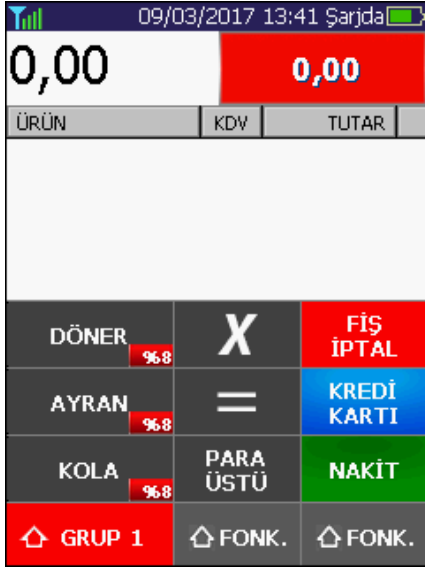 09/03/2017 13:41 Şarjda
0,00
0,00
ÜRÜN KDV TUTAR
DÖNER %8
X
FİŞ
İPTAL
AYRAN %8
=
KREDİ
KARTI
KOLA %8
PARA
ÜSTÜ
NAKİT
GRUP 1
FONK.
FONK.